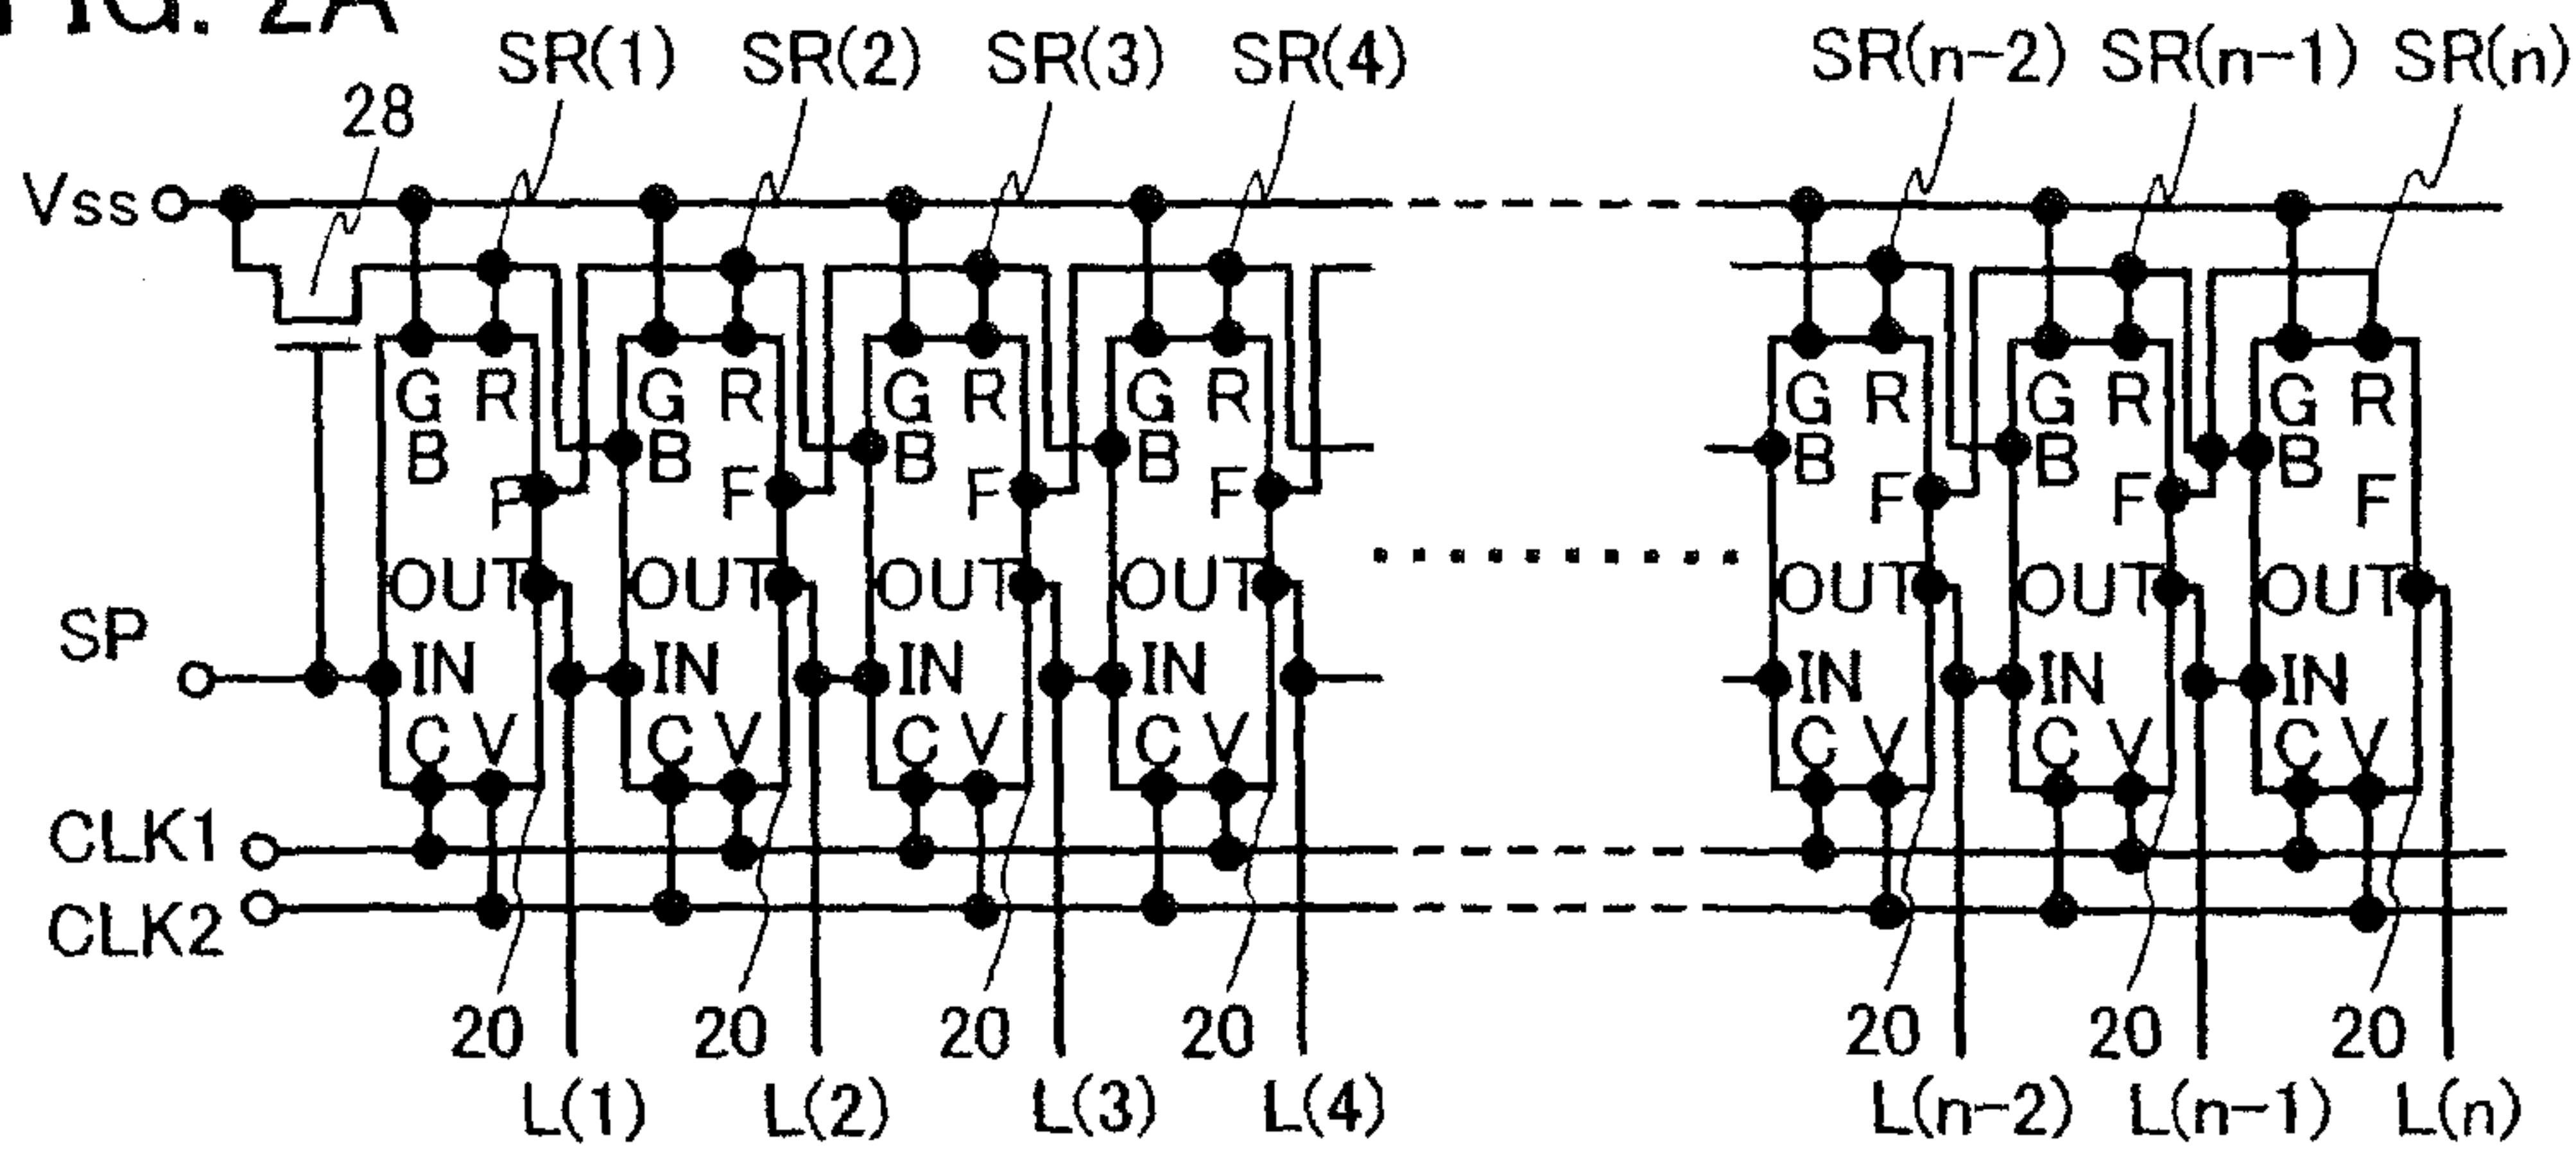 FIG. 2A
SR(1) SR(2) SR(3) SR(4) SR(n-2) SR(n-1) SR(n)
28
Vss
G R G R G R G R G R G R G R
B B B B B B B
F F F F F F F
OUT OUT OUT OUT OUT OUT OUT
SP
IN IN IN IN IN IN IN
C V C V C V C V C V C V C V
CLK1
CLK2
20 20 20 20 20 20 20
L(1) L(2) L(3) L(4) L(n-2) L(n-1) L(n)